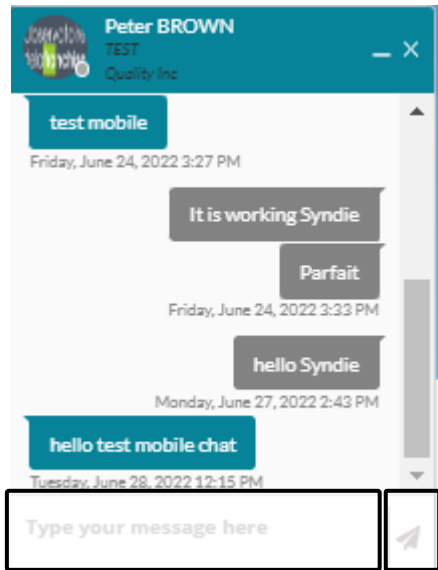 Peter BROWN
TEST
Quality Inc
test mobile
Friday, June 24, 2022 3:27 PM
It is working Syndie
Parfait
Friday, June 24, 2022 3:33 PM
hello Syndie
Monday, June 27, 2022 2:43 PM
hello test mobile chat
Tuesday, June 28, 2022 12:15 PM
Type your message here